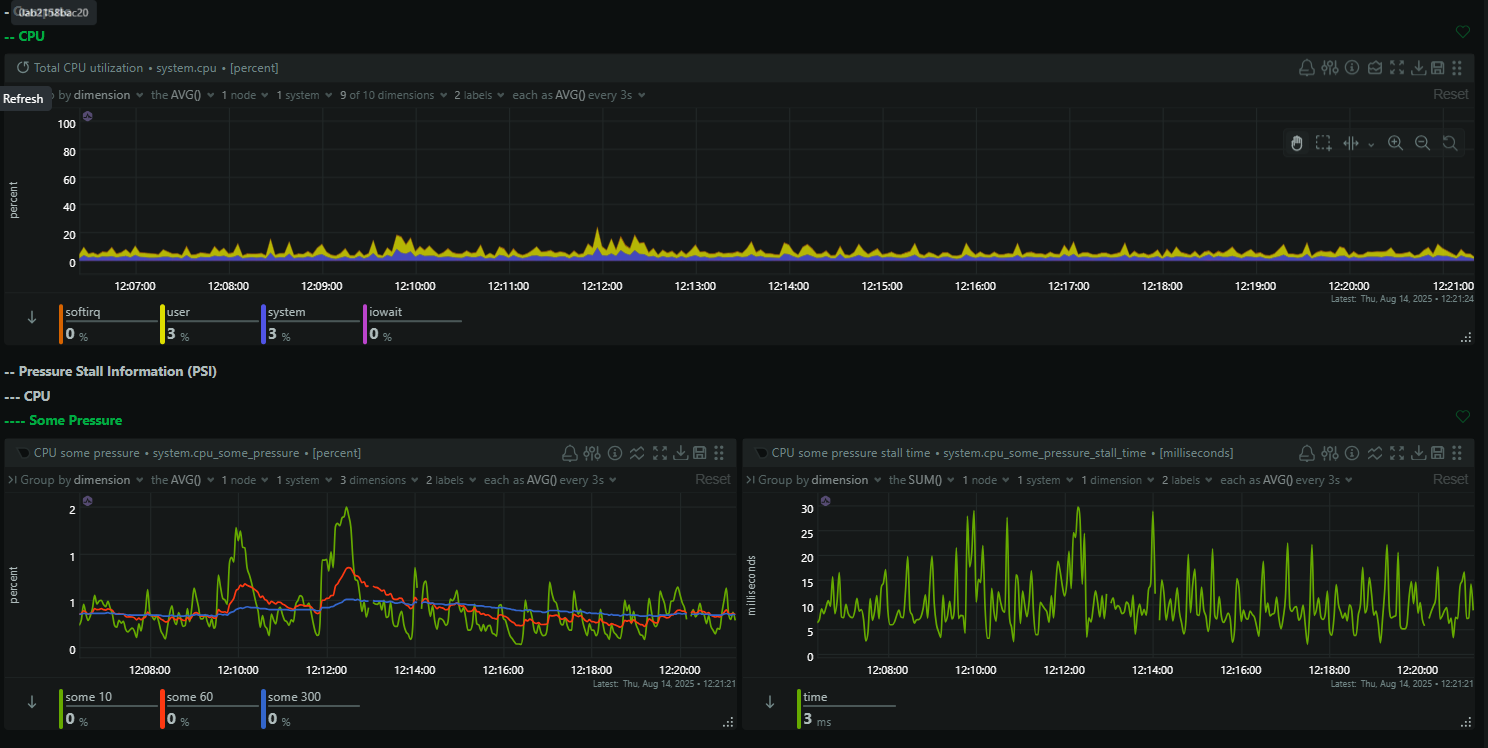 -- CPU
Total CPU utilization • system.cpu • [percent]
Refresh
by dimension the AVG() 1 node 1 system 9 of 10 dimensions 2 labels each as AVG() every 3s Reset
100
80
60
40
20
0
percent
12:07:00 12:08:00 12:09:00 12:10:00 12:11:00 12:12:00 12:13:00 12:14:00 12:15:00 12:16:00 12:17:00 12:18:00 12:19:00 12:20:00 12:21:00
Latest: Thu, Aug 14, 2025 • 12:21:24
softirq user system iowait
0 % 3 % 3 % 0 %
-- Pressure Stall Information (PSI)
--- CPU
---- Some Pressure
CPU some pressure • system.cpu_some_pressure • [percent]
Group by dimension the AVG() 1 node 1 system 3 dimensions 2 labels each as AVG() every 3s Reset
2
1
1
0
percent
12:08:00 12:10:00 12:12:00 12:14:00 12:16:00 12:18:00 12:20:00
Latest: Thu, Aug 14, 2025 • 12:21:21
some 10 some 60 some 300
0 % 0 % 0 %
CPU some pressure stall time • system.cpu_some_pressure_stall_time • [milliseconds]
Group by dimension the SUM() 1 node 1 system 1 dimension 2 labels each as AVG() every 3s Reset
30
25
20
15
10
5
0
milliseconds
12:08:00 12:10:00 12:12:00 12:14:00 12:16:00 12:18:00 12:20:00
Latest: Thu, Aug 14, 2025 • 12:21:21
time
3 ms